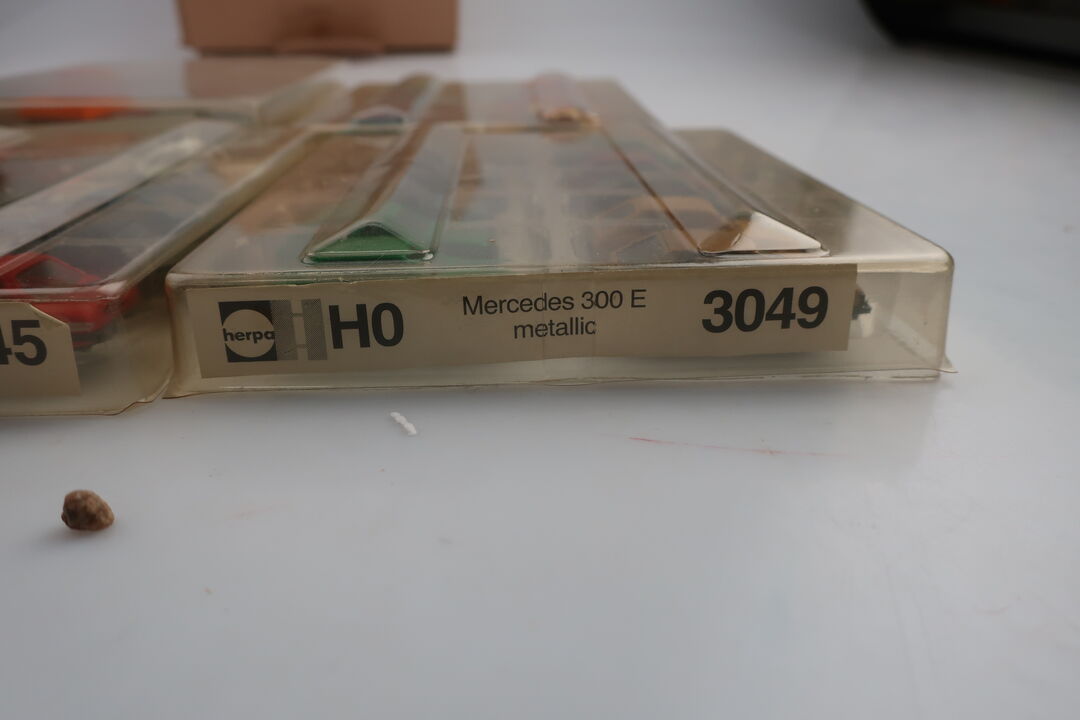 45
herpa H0
Mercedes 300 E
metallic
3049